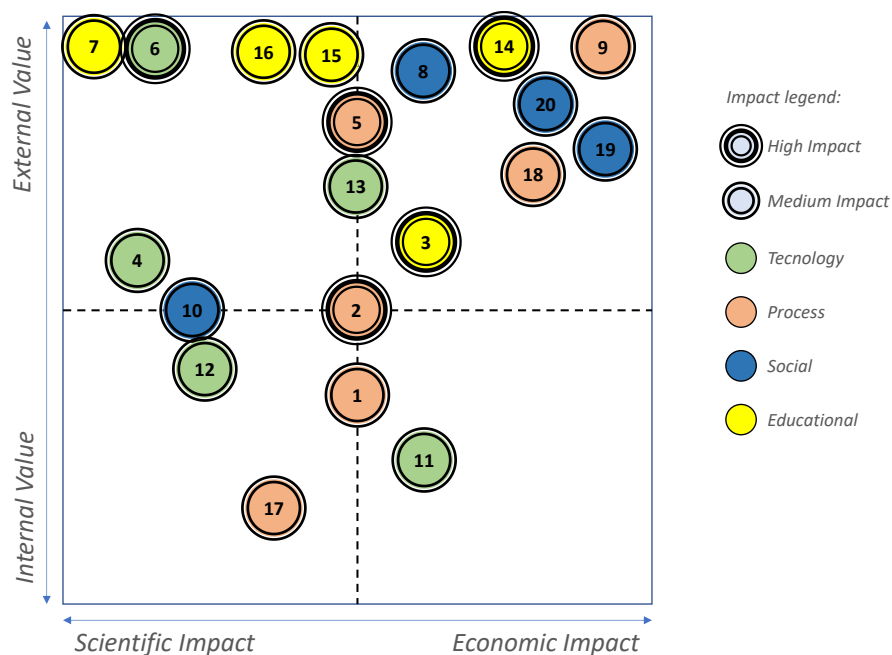 External Value
Internal Value
7
6
16
15
8
14
9
20
5
19
13
18
3
4
10
2
12
1
11
17
Scientific Impact
Economic Impact
Impact legend:
High Impact
Medium Impact
Tecnology
Process
Social
Educational